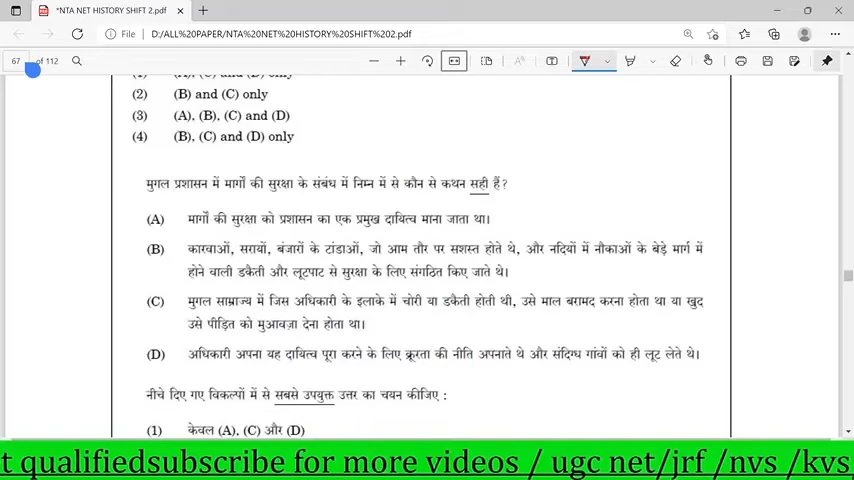 *NTA NET HISTORY SHIFT 2.pdf
File
D:/ALL%20PAPER/NTA%20NET%20HISTORY%20SHIFT%202.pdf
67 of 112
(1) (A), (C) and (D) only
(2) (B) and (C) only
(3) (A), (B), (C) and (D)
(4) (B), (C) and (D) only
मुगल प्रशासन में मार्गों की सुरक्षा के संबंध में निम्न में से कौन से कथन सही हैं?
(A) मार्गों की सुरक्षा को प्रशासन का एक प्रमुख दायित्व माना जाता था।
(B) कारवाओं, सरायों, बंजारों के टांडाओं, जो आम तौर पर सशस्त होते थे, और नदियों में नौकाओं के बेड़े मार्ग में
होने वाली डकैती और लूटपाट से सुरक्षा के लिए संगठित किए जाते थे।
(C) मुगल साम्राज्य में जिस अधिकारी के इलाके में चोरी या डकैती होती थी, उसे माल बरामद करना होता था या खुद
उसे पीड़ित को मुआवज़ा देना होता था।
(D) अधिकारी अपना यह दायित्व पूरा करने के लिए क्रूरता की नीति अपनाते थे और संदिग्ध गांवों को ही लूट लेते थे।
नीचे दिए गए विकल्पों में से सबसे उपयुक्त उत्तर का चयन कीजिए :
(1) केवल (A), (C) और (D)
t qualifiedsubscribe for more videos / ugc net/jrf /nvs /kvs